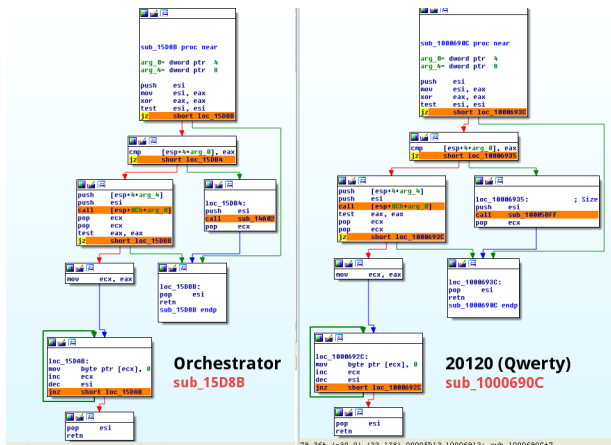 sub_15D8B proc near
arg_0= dword ptr 4
arg_4= dword ptr 8
push esi
mov esi, eax
xor eax, eax
test esi, esi
jz short loc_15DBB
cmp [esp+4+arg_0], eax
jz short loc_15DB4
push [esp+4+arg_4]
push esi
call [esp+0Ch+arg_0]
pop ecx
pop ecx
test eax, eax
jz short loc_15DBB
loc_15DB4:
push esi
call sub_14A02
pop ecx
mov ecx, eax
loc_15DBB:
pop esi
retn
sub_15D8B endp
loc_15DAB:
mov byte ptr [ecx], 0
inc ecx
dec esi
jnz short loc_15DAB
pop esi
retn
Orchestrator
sub_15D8B
sub_1000690C proc near
arg_0= dword ptr 4
arg_4= dword ptr 8
push esi
mov esi, eax
xor eax, eax
test esi, esi
jz short loc_1000693C
cmp [esp+4+arg_0], eax
jz short loc_10006935
push [esp+4+arg_4]
push esi
call [esp+0Ch+arg_0]
pop ecx
pop ecx
test eax, eax
jz short loc_1000693C
loc_10006935: ; Size
push esi
call sub_10005BFF
pop ecx
mov ecx, eax
loc_1000693C:
pop esi
retn
sub_1000690C endp
loc_1000692C:
mov byte ptr [ecx], 0
inc ecx
dec esi
jnz short loc_1000692C
pop esi
retn
20120 (Qwerty)
sub_1000690C